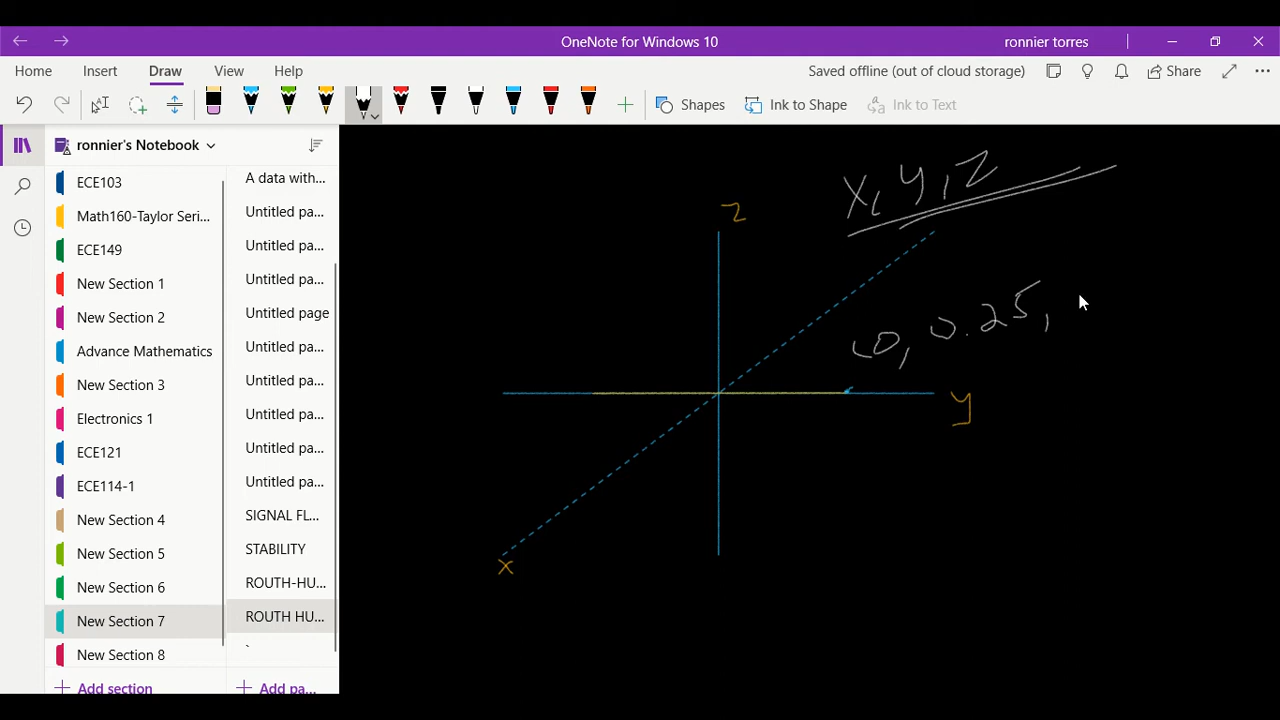 OneNote for Windows 10
ronnier torres
Home Insert Draw View Help
Saved offline (out of cloud storage)
Share
Shapes
Ink to Shape
Ink to Text
ronnier's Notebook
ECE103
Math160-Taylor Seri...
ECE149
New Section 1
New Section 2
Advance Mathematics
New Section 3
Electronics 1
ECE121
ECE114-1
New Section 4
New Section 5
New Section 6
New Section 7
New Section 8
Add section
A data with...
Untitled pa...
Untitled pa...
Untitled pa...
Untitled page
Untitled pa...
Untitled pa...
Untitled pa...
Untitled pa...
Untitled pa...
SIGNAL FL...
STABILITY
ROUTH-HU...
ROUTH HU...
`
Add pa...
x, y, z
z
(0, 0.25,
y
x